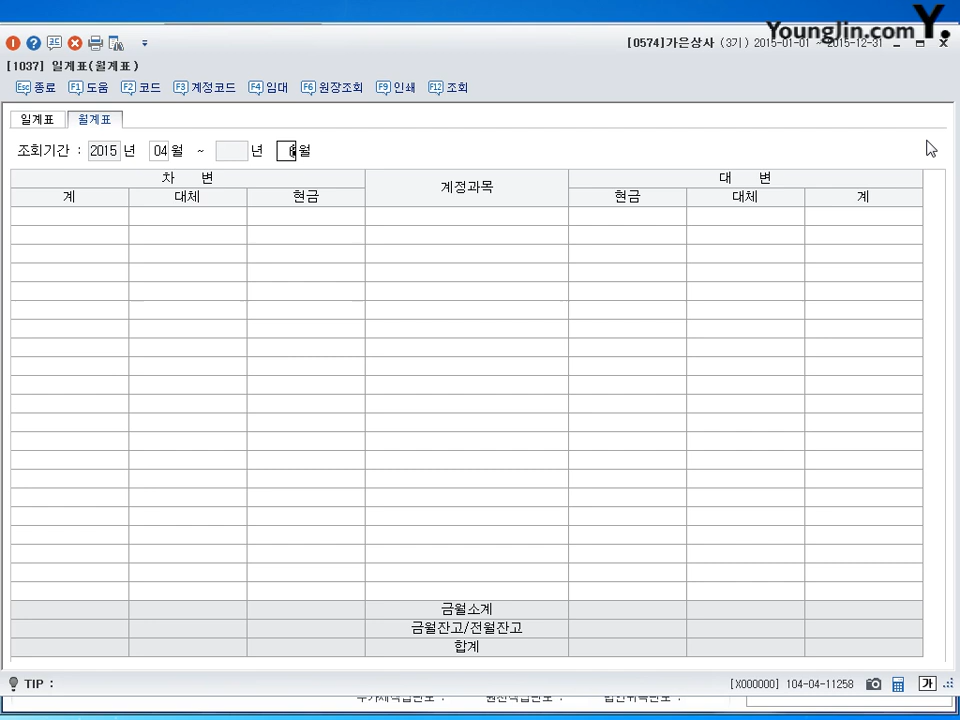 YoungJin.com Y.
[0574]가은상사 (3기) 2015-01-01 ~ 2015-12-31
[1037] 일계표(월계표)
Esc 종료 F1 도움 F2 코드 F3 계정코드 F4 임대 F6 원장조회 F9 인쇄 F12 조회
일계표 월계표
조회기간 : 2015 년 04 월 ~ 년 6 월
차 변 계정과목 대 변
계 대체 현금 현금 대체 계
금월소계
금월잔고/전월잔고
합계
TIP : [X000000] 104-04-11258 가